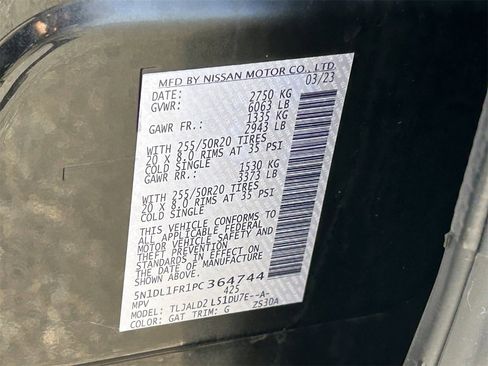 MFD BY NISSAN MOTOR CO., LTD.
DATE: 03/23
GVWR: 2750 KG
6063 LB
GAWR FR.: 1335 KG
2943 LB
WITH 255/50R20 TIRES
20 X 8.0 RIMS AT 35 PSI
COLD SINGLE
GAWR RR.: 1530 KG
3373 LB
WITH 255/50R20 TIRES
20 X 8.0 RIMS AT 35 PSI
COLD SINGLE
THIS VEHICLE CONFORMS TO
ALL APPLICABLE FEDERAL
MOTOR VEHICLE SAFETY AND
THEFT PREVENTION
STANDARDS IN EFFECT ON THE
DATE OF MANUFACTURE
SHOWN ABOVE.
5N1DL1FR1PC364744
MPV 425
MODEL: TLJALD2 LS1DU7E--A-
COLOR: GAT TRIM: G ZS30A